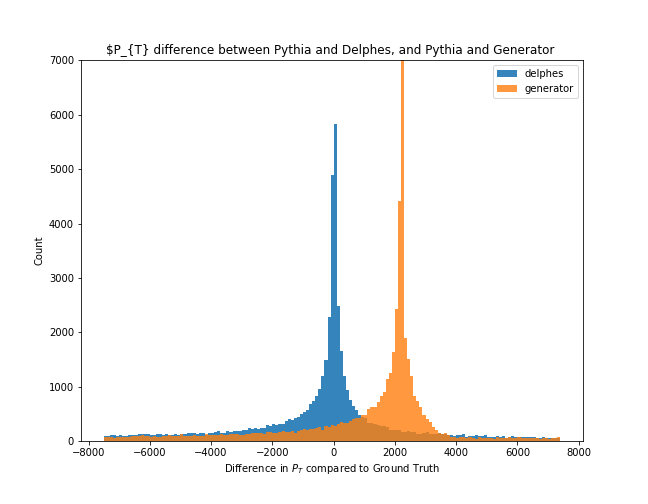 $P_{T} difference between Pythia and Delphes, and Pythia and Generator
delphes
generator
7000
6000
5000
4000
3000
2000
1000
0
Count
−8000 −6000 −4000 −2000 0 2000 4000 6000 8000
Difference in P_T compared to Ground Truth